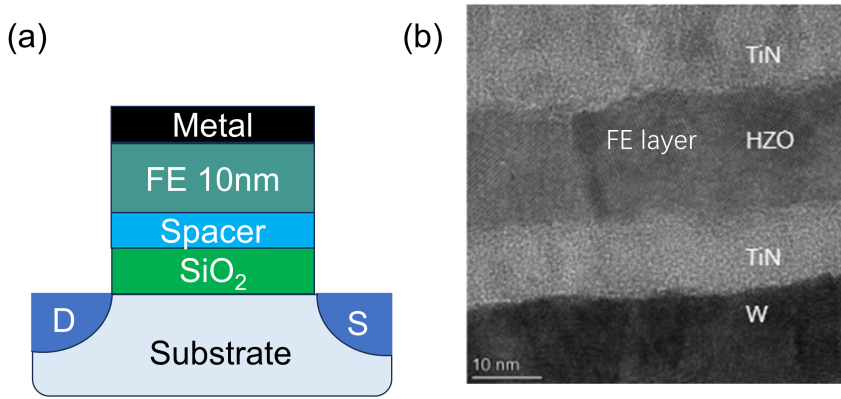 (a)
Metal
FE 10nm
Spacer
SiO₂
D
S
Substrate
(b)
TiN
FE layer
HZO
TiN
W
10 nm